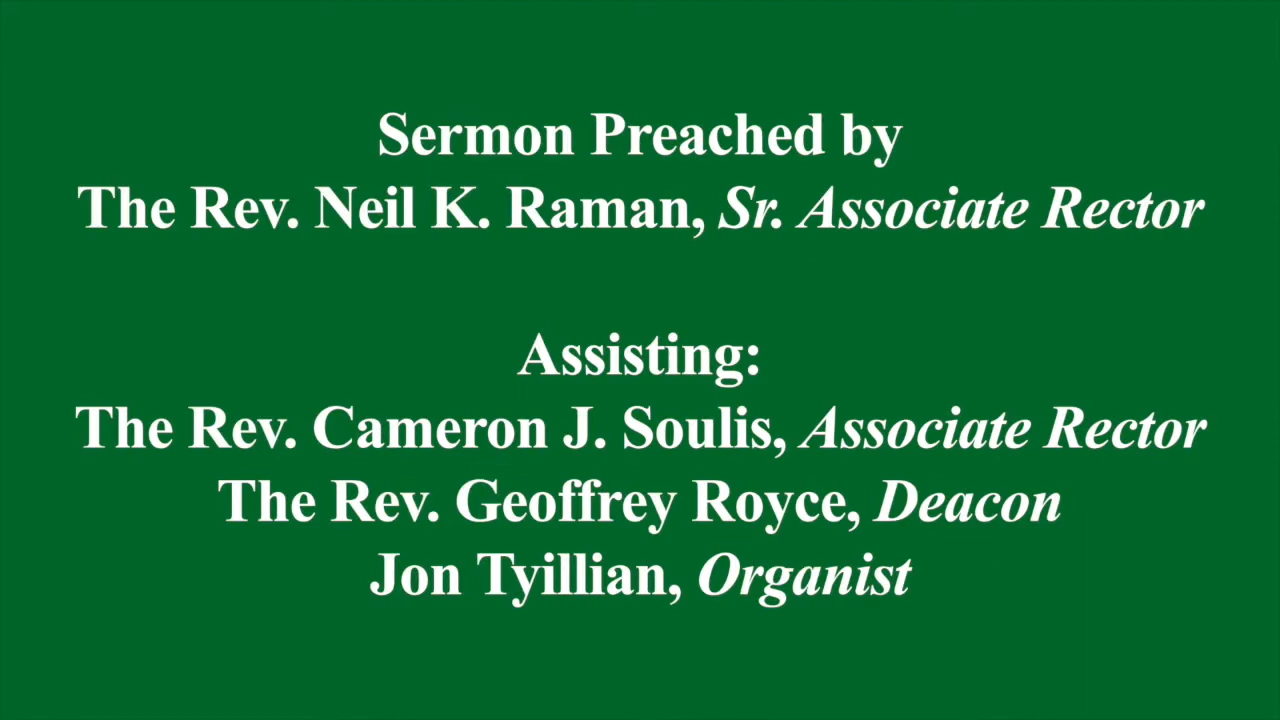 Sermon Preached by
The Rev. Neil K. Raman, Sr. Associate Rector
Assisting:
The Rev. Cameron J. Soulis, Associate Rector
The Rev. Geoffrey Royce, Deacon
Jon Tyillian, Organist